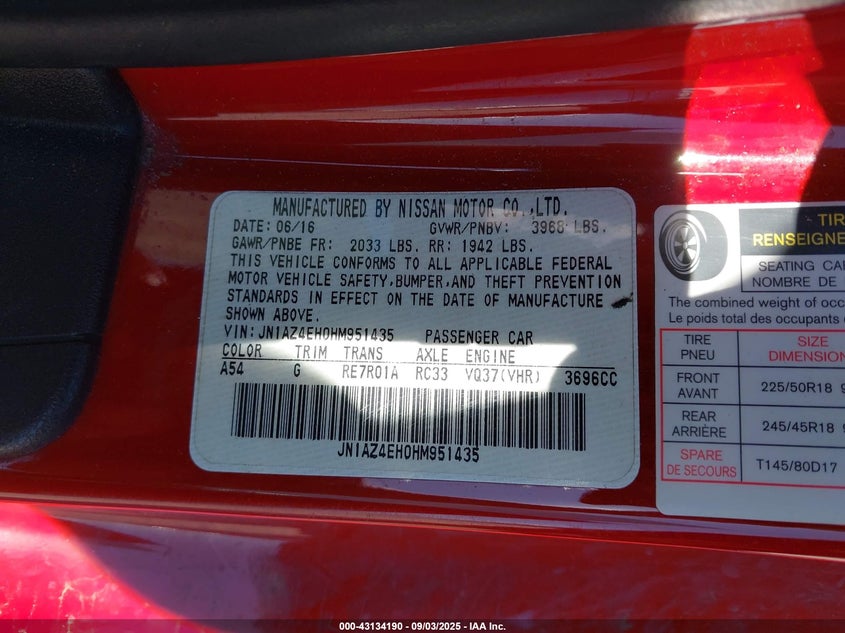 MANUFACTURED BY NISSAN MOTOR CO.,LTD.
DATE: 06/16 GVWR/PNBV: 3968 LBS.
GAWR/PNBE FR: 2033 LBS. RR: 1942 LBS.
THIS VEHICLE CONFORMS TO ALL APPLICABLE FEDERAL
MOTOR VEHICLE SAFETY,BUMPER,AND THEFT PREVENTION
STANDARDS IN EFFECT ON THE DATE OF MANUFACTURE
SHOWN ABOVE.
VIN: JN1AZ4EH0HM951435 PASSENGER CAR
COLOR TRIM TRANS AXLE ENGINE
A54 G RE7R01A RC33 VQ37(VHR) 3696CC
JN1AZ4EH0HM951435
TIR
RENSEIGNE
SEATING CA
NOMBRE DE
The combined weight of occ
Le poids total des occupants
TIRE SIZE
PNEU DIMENSION
FRONT
AVANT 225/50R18
REAR
ARRIÈRE 245/45R18
SPARE
DE SECOURS T145/80D17
000-43134190 - 09/03/2025 - IAA Inc.